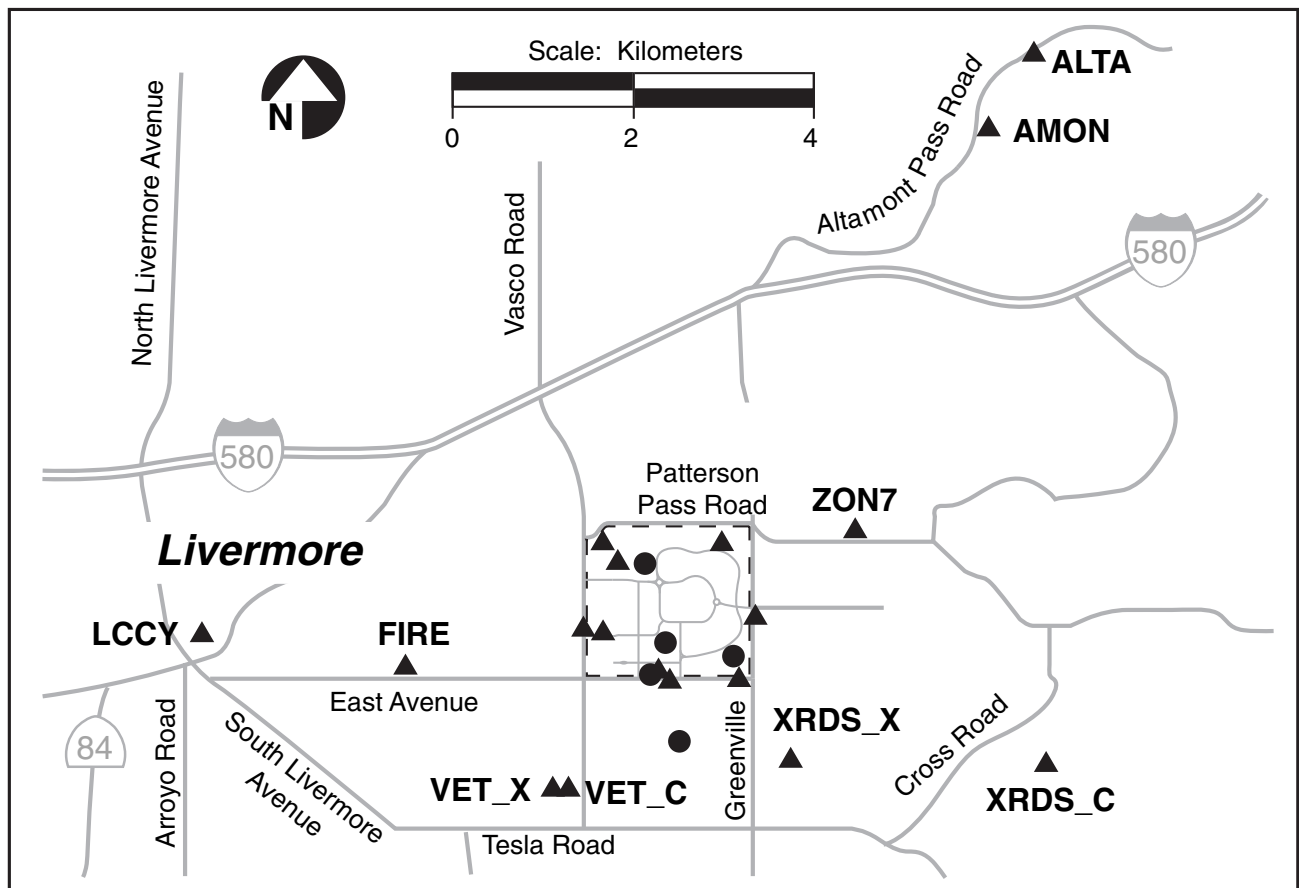 Scale: Kilometers
0 2 4
N
ALTA
AMON
North Livermore Avenue
Vasco Road
Altamont Pass Road
580
580
Patterson
Pass Road
ZON7
Livermore
LCCY
FIRE
East Avenue
84
Arroyo Road
South Livermore
Avenue
VET_X
VET_C
Greenville
XRDS_X
Cross Road
XRDS_C
Tesla Road